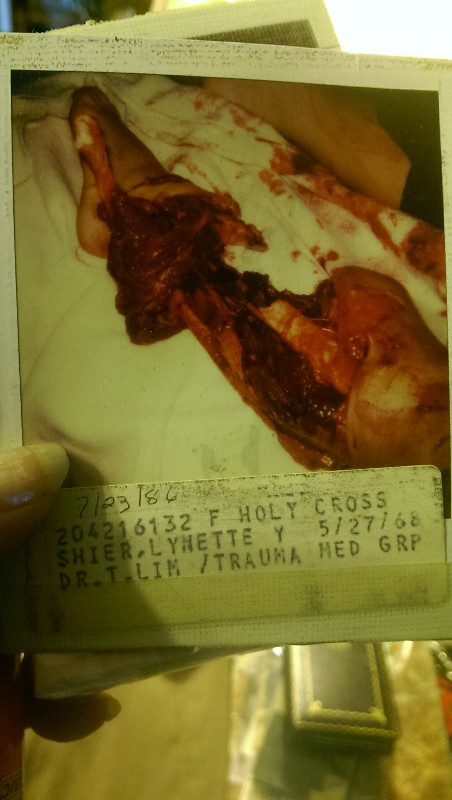 7/23/86
204216132 F HOLY CROSS
SHIER,LYNETTE Y 5/27/68
DR.T.LIM /TRAUMA MED GRP